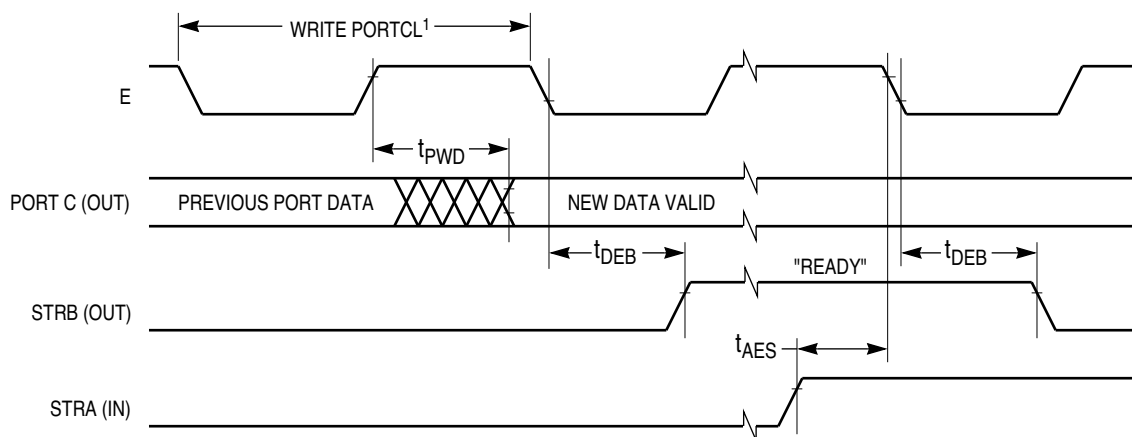 WRITE PORTCL¹
E
tPWD
PORT C (OUT)
PREVIOUS PORT DATA
NEW DATA VALID
tDEB
"READY"
tDEB
STRB (OUT)
tAES
STRA (IN)